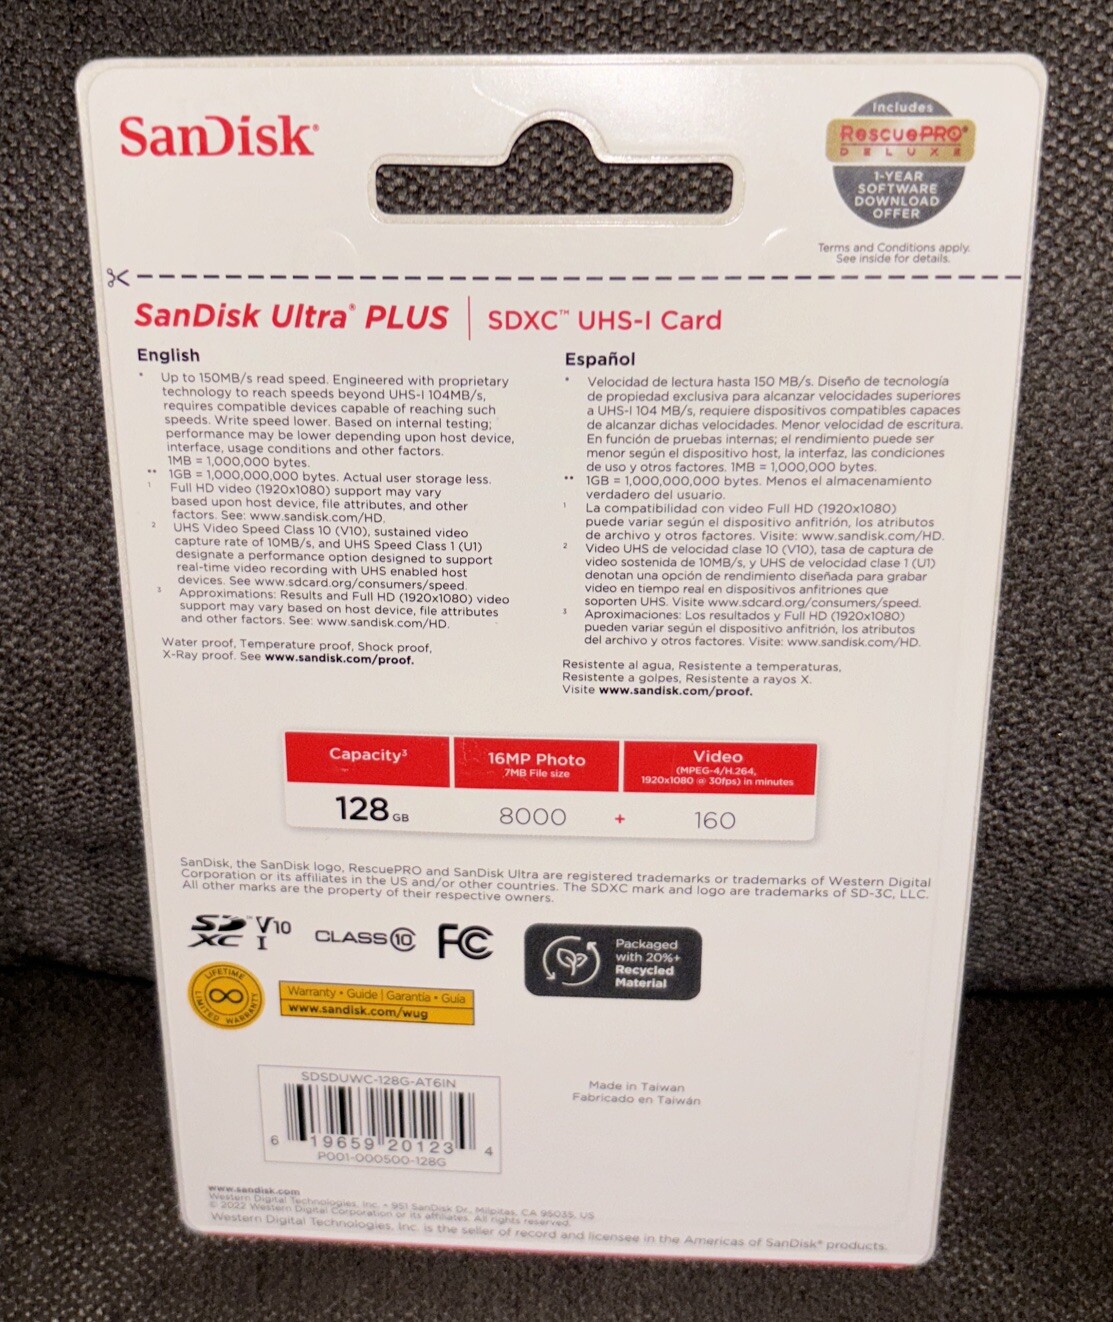 SanDisk®
Includes
RescuePRO®
DELUXE
1-YEAR
SOFTWARE
DOWNLOAD
OFFER
Terms and Conditions apply.
See inside for details.
SanDisk Ultra® PLUS | SDXC™ UHS-I Card
English
* Up to 150MB/s read speed. Engineered with proprietary
technology to reach speeds beyond UHS-I 104MB/s,
requires compatible devices capable of reaching such
speeds. Write speed lower. Based on internal testing;
performance may be lower depending upon host device,
interface, usage conditions and other factors.
1MB = 1,000,000 bytes.
** 1GB = 1,000,000,000 bytes. Actual user storage less.
1 Full HD video (1920x1080) support may vary
based upon host device, file attributes, and other
factors. See: www.sandisk.com/HD.
2 UHS Video Speed Class 10 (V10), sustained video
capture rate of 10MB/s, and UHS Speed Class 1 (U1)
designate a performance option designed to support
real-time video recording with UHS enabled host
devices. See www.sdcard.org/consumers/speed.
3 Approximations: Results and Full HD (1920x1080) video
support may vary based on host device, file attributes
and other factors. See: www.sandisk.com/HD.
Water proof, Temperature proof, Shock proof,
X-Ray proof. See www.sandisk.com/proof.
Español
* Velocidad de lectura hasta 150 MB/s. Diseño de tecnología
de propiedad exclusiva para alcanzar velocidades superiores
a UHS-I 104 MB/s, requiere dispositivos compatibles capaces
de alcanzar dichas velocidades. Menor velocidad de escritura.
En función de pruebas internas; el rendimiento puede ser
menor según el dispositivo host, la interfaz, las condiciones
de uso y otros factores. 1MB = 1,000,000 bytes.
** 1GB = 1,000,000,000 bytes. Menos el almacenamiento
verdadero del usuario.
1 La compatibilidad con video Full HD (1920x1080)
puede variar según el dispositivo anfitrión, los atributos
de archivo y otros factores. Visite: www.sandisk.com/HD.
2 Video UHS de velocidad clase 10 (V10), tasa de captura de
video sostenida de 10MB/s, y UHS de velocidad clase 1 (U1)
denotan una opción de rendimiento diseñada para grabar
video en tiempo real en dispositivos anfitriones que
soporten UHS. Visite www.sdcard.org/consumers/speed.
3 Aproximaciones: Los resultados y Full HD (1920x1080)
pueden variar según el dispositivo anfitrión, los atributos
del archivo y otros factores. Visite: www.sandisk.com/HD.
Resistente al agua, Resistente a temperaturas,
Resistente a golpes, Resistente a rayos X.
Visite www.sandisk.com/proof.
Capacity³
16MP Photo
7MB File size
Video
(MPEG-4/H.264,
1920x1080 @ 30fps) in minutes
128 GB
8000 + 160
SanDisk, the SanDisk logo, RescuePRO and SanDisk Ultra are registered trademarks or trademarks of Western Digital
Corporation or its affiliates in the US and/or other countries. The SDXC mark and logo are trademarks of SD-3C, LLC.
All other marks are the property of their respective owners.
SD XC™ I V10
CLASS 10
FC
Packaged
with 20%+
Recycled
Material
LIFETIME
LIMITED WARRANTY
Warranty • Guide | Garantía • Guía
www.sandisk.com/wug
SDSDUWC-128G-AT6IN
6 19659 20123 4
P001-000500-128G
Made in Taiwan
Fabricado en Taiwán
www.sandisk.com
Western Digital Technologies, Inc. • 951 SanDisk Dr., Milpitas, CA 95035, US
© 2022 Western Digital Corporation or its affiliates. All rights reserved.
Western Digital Technologies, Inc. is the seller of record and licensee in the Americas of SanDisk® products.